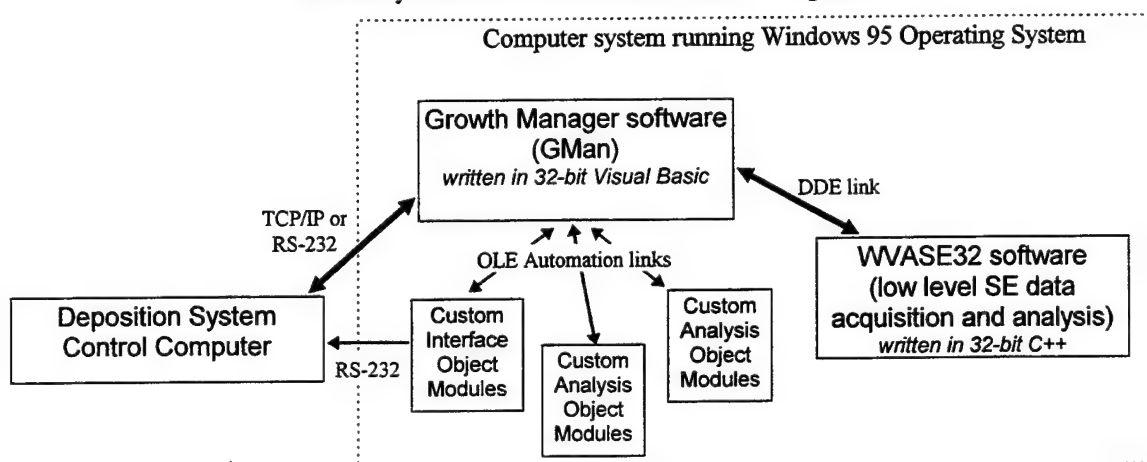 Computer system running Windows 95 Operating System
Growth Manager software
(GMan)
written in 32-bit Visual Basic
DDE link
TCP/IP or
RS-232
OLE Automation links
WVASE32 software
(low level SE data
acquisition and analysis)
written in 32-bit C++
Deposition System
Control Computer
RS-232
Custom
Interface
Object
Modules
Custom
Analysis
Object
Modules
Custom
Analysis
Object
Modules